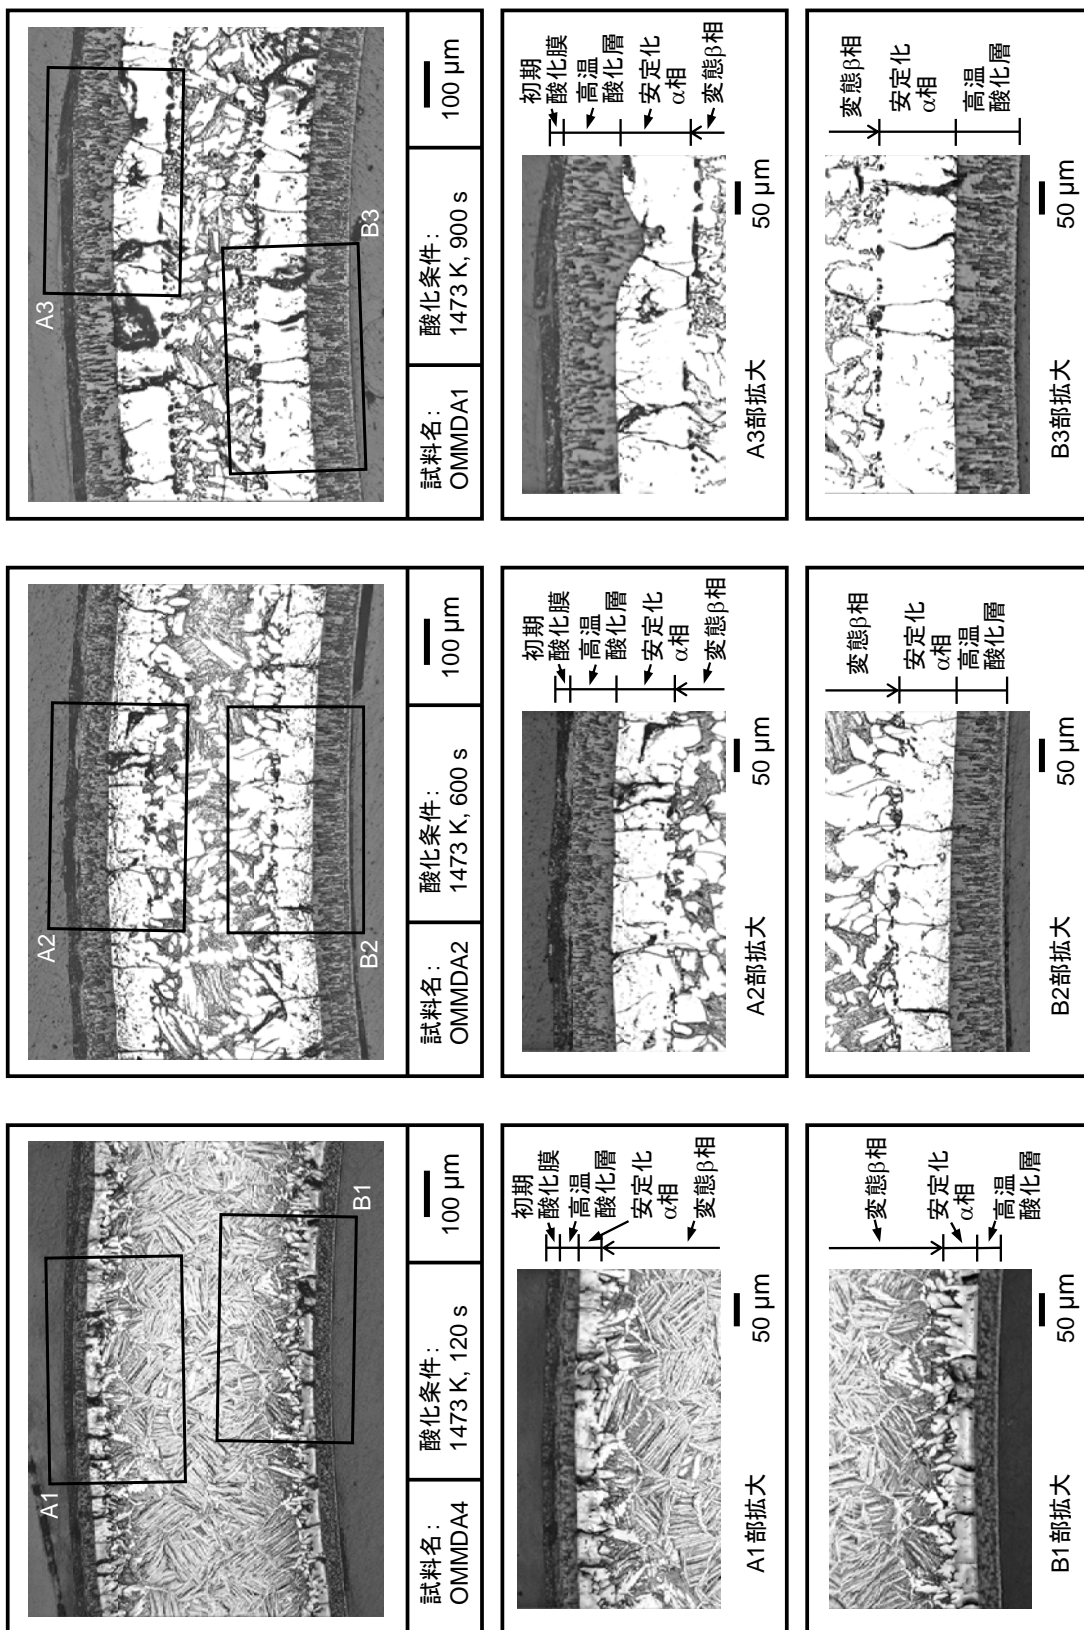 A1
B1
試料名：
OMMDA4
酸化条件：
1473 K, 120 s
100 μm
A2
B2
試料名：
OMMDA2
酸化条件：
1473 K, 600 s
100 μm
A3
B3
試料名：
OMMDA1
酸化条件：
1473 K, 900 s
100 μm
初期
酸化膜
高温
酸化層
安定化
α相
変態β相
A1部拡大
50 μm
初期
酸化膜
高温
酸化層
安定化
α相
変態β相
A2部拡大
50 μm
初期
酸化膜
高温
酸化層
安定化
α相
変態β相
A3部拡大
50 μm
変態β相
安定化
α相
高温
酸化層
B1部拡大
50 μm
変態β相
安定化
α相
高温
酸化層
B2部拡大
50 μm
変態β相
安定化
α相
高温
酸化層
B3部拡大
50 μm